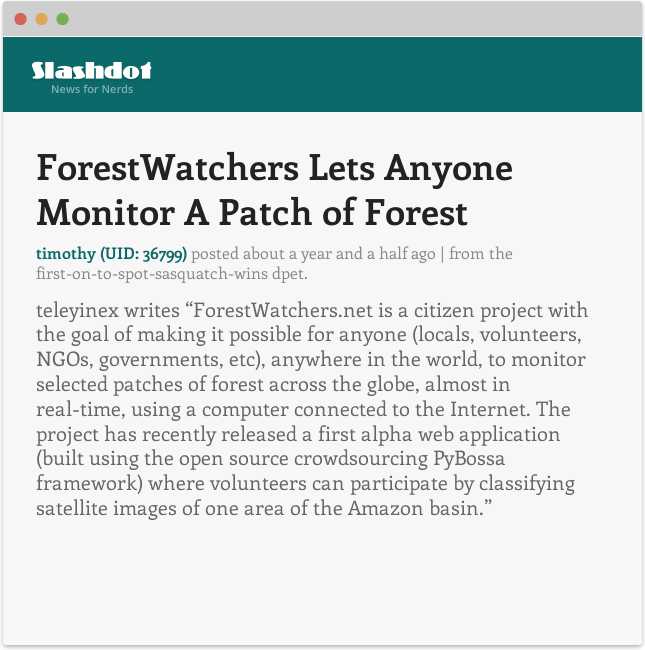 Slashdot
News for Nerds
ForestWatchers Lets Anyone
Monitor A Patch of Forest
timothy (UID: 36799) posted about a year and a half ago | from the
first-on-to-spot-sasquatch-wins dpet.
teleyinex writes “ForestWatchers.net is a citizen project with
the goal of making it possible for anyone (locals, volunteers,
NGOs, governments, etc), anywhere in the world, to monitor
selected patches of forest across the globe, almost in
real-time, using a computer connected to the Internet. The
project has recently released a first alpha web application
(built using the open source crowdsourcing PyBossa
framework) where volunteers can participate by classifying
satellite images of one area of the Amazon basin.”